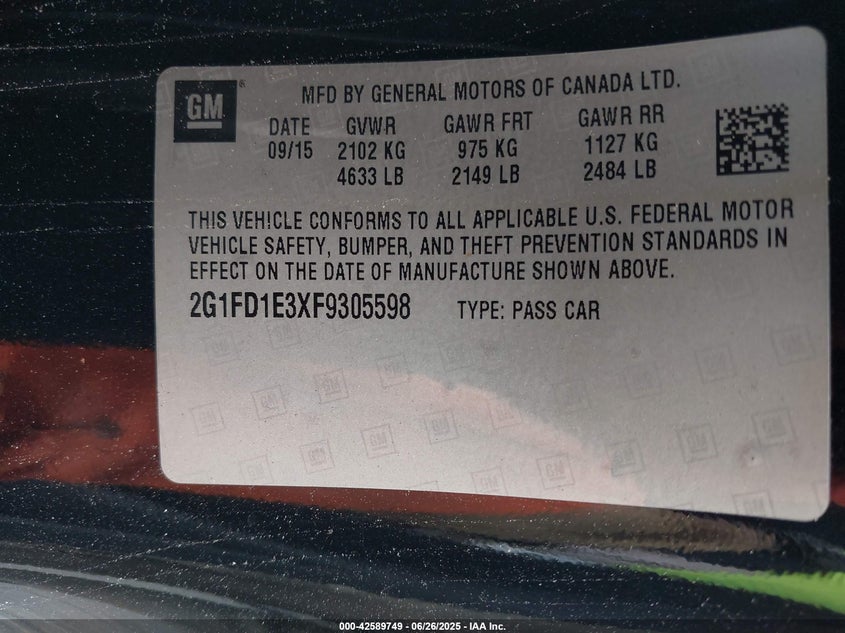 GM
MFD BY GENERAL MOTORS OF CANADA LTD.
DATE GVWR GAWR FRT GAWR RR
09/15 2102 KG 975 KG 1127 KG
4633 LB 2149 LB 2484 LB
THIS VEHICLE CONFORMS TO ALL APPLICABLE U.S. FEDERAL MOTOR
VEHICLE SAFETY, BUMPER, AND THEFT PREVENTION STANDARDS IN
EFFECT ON THE DATE OF MANUFACTURE SHOWN ABOVE.
2G1FD1E3XF9305598 TYPE: PASS CAR
000-42589749 - 06/26/2025 - IAA Inc.